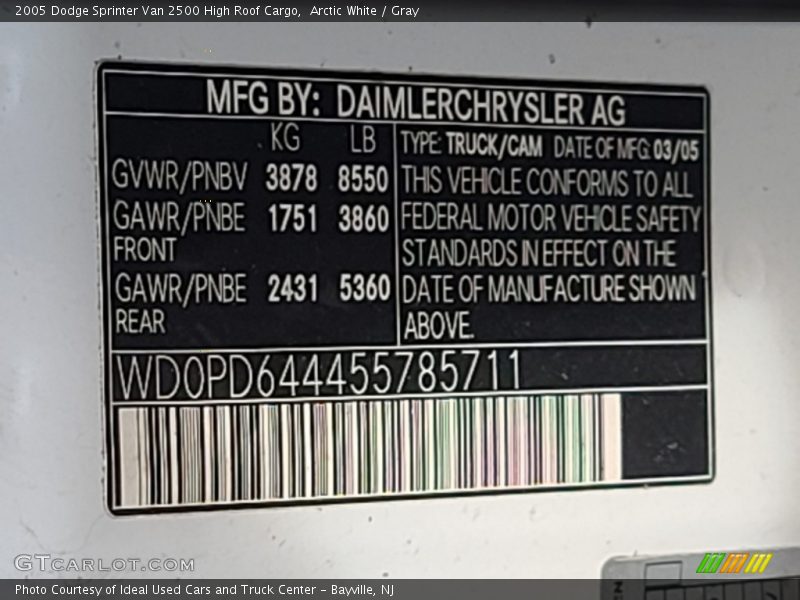 2005 Dodge Sprinter Van 2500 High Roof Cargo,  Arctic White / Gray
MFG BY: DAIMLERCHRYSLER AG
KG LB
GVWR/PNBV 3878 8550
GAWR/PNBE 1751 3860
FRONT
GAWR/PNBE 2431 5360
REAR
TYPE: TRUCK/CAM DATE OF MFG: 03/05
THIS VEHICLE CONFORMS TO ALL
FEDERAL MOTOR VEHICLE SAFETY
STANDARDS IN EFFECT ON THE
DATE OF MANUFACTURE SHOWN
ABOVE.
WD0PD644455785711
GTCARLOT.COM
Photo Courtesy of Ideal Used Cars and Truck Center - Bayville, NJ